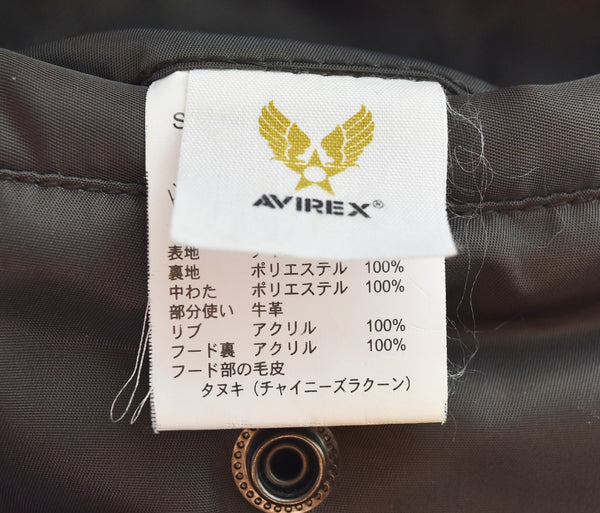 S
AVIREX®
表地
裏地 ポリエステル 100%
中わた ポリエステル 100%
部分使い 牛革
リブ アクリル 100%
フード裏 アクリル 100%
フード部の毛皮
タヌキ（チャイニーズラクーン）